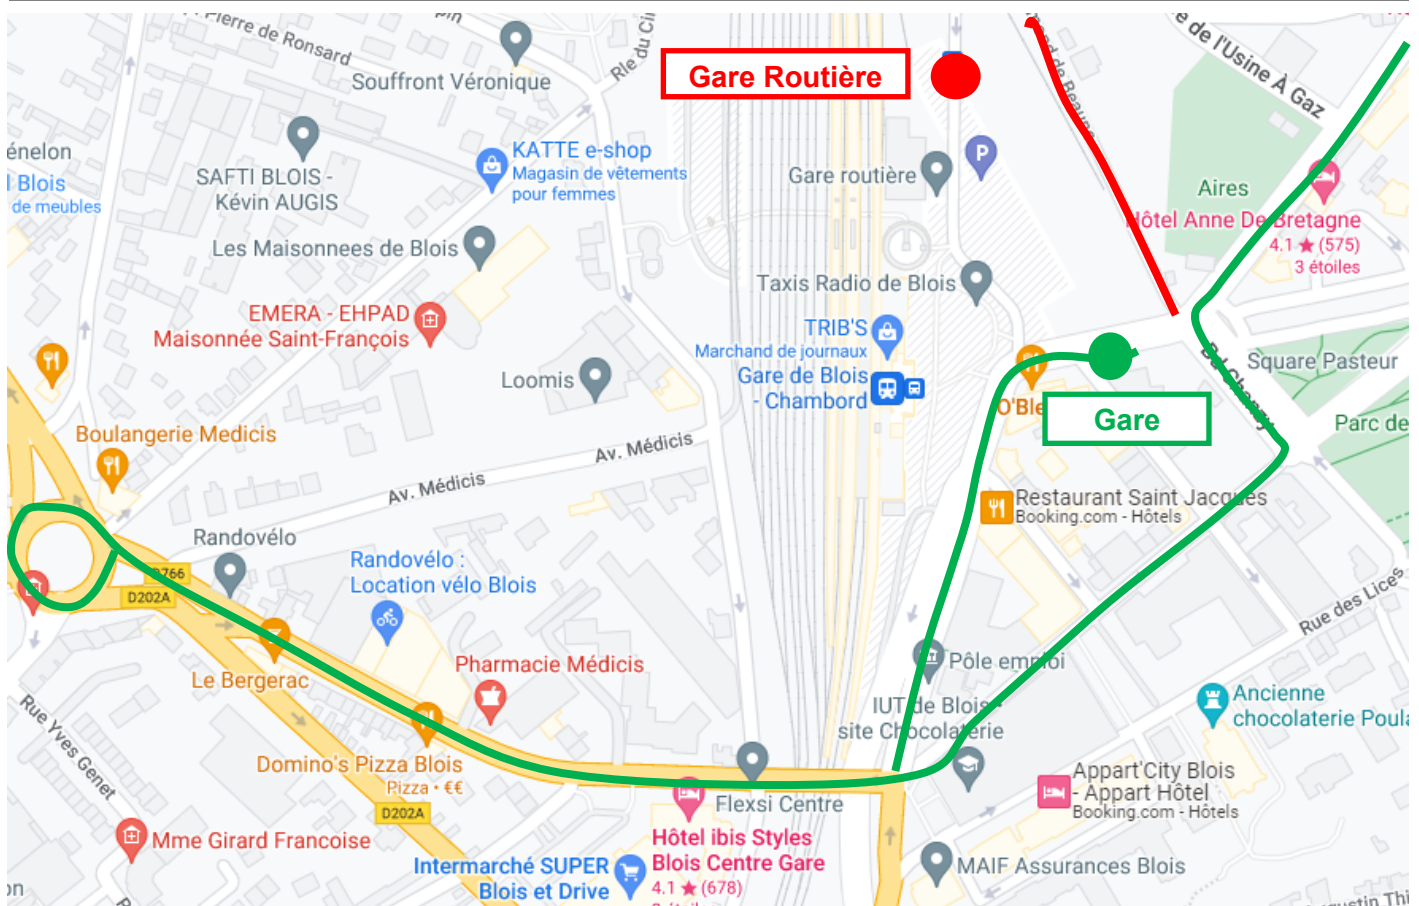 Pierre de Ronsard
Souffront Véronique
Rle du Cir
Gare Routière
de l'Usine À Gaz
énelon
l Blois
de meubles
SAFTI BLOIS -
Kévin AUGIS
KATTE e-shop
Magasin de vêtements
pour femmes
Gare routière
P
Aires
Hôtel Anne De Bretagne
4.1 ★ (575)
3 étoiles
Les Maisonnees de Blois
Taxis Radio de Blois
EMERA - EHPAD
Maisonnée Saint-François
TRIB'S
Marchand de journaux
Gare de Blois
- Chambord
Loomis
Bd Chanzy
Square Pasteur
O'Ble
Gare
Parc de
Boulangerie Medicis
Av. Médicis
Av. Médicis
Restaurant Saint Jacques
Booking.com - Hôtels
Randovélo
Randovélo :
Location vélo Blois
D766
D202A
Rue des Lices
Le Bergerac
Pharmacie Médicis
Pôle emploi
IUT de Blois -
site Chocolaterie
Ancienne
chocolaterie Poula
Rue Yves Genet
Domino's Pizza Blois
Pizza • €€
D202A
Flexsi Centre
Appart'City Blois
- Appart Hôtel
Booking.com - Hôtels
Mme Girard Francoise
Hôtel ibis Styles
Blois Centre Gare
4.1 ★ (678)
Intermarché SUPER
Blois et Drive
MAIF Assurances Blois
on